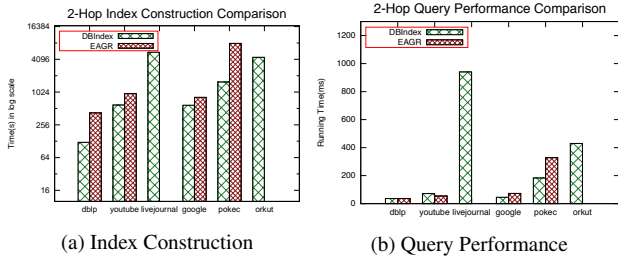 2-Hop Index Construction Comparison
Time(s) in log scale
16384
4096
1024
256
64
16
DBIndex
EAGR
dblp youtube livejournal google pokec orkut
(a) Index Construction
2-Hop Query Performance Comparison
Running Time(ms)
1200
1000
800
600
400
200
0
DBIndex
EAGR
dblp youtube livejournal google pokec orkut
(b) Query Performance